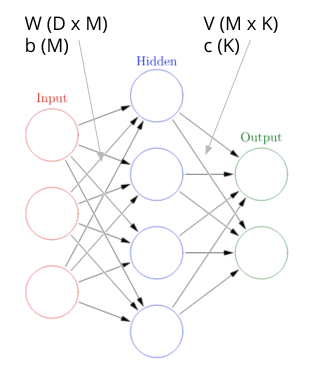 W (D x M)
b (M)
V (M x K)
c (K)
Hidden
Input
Output